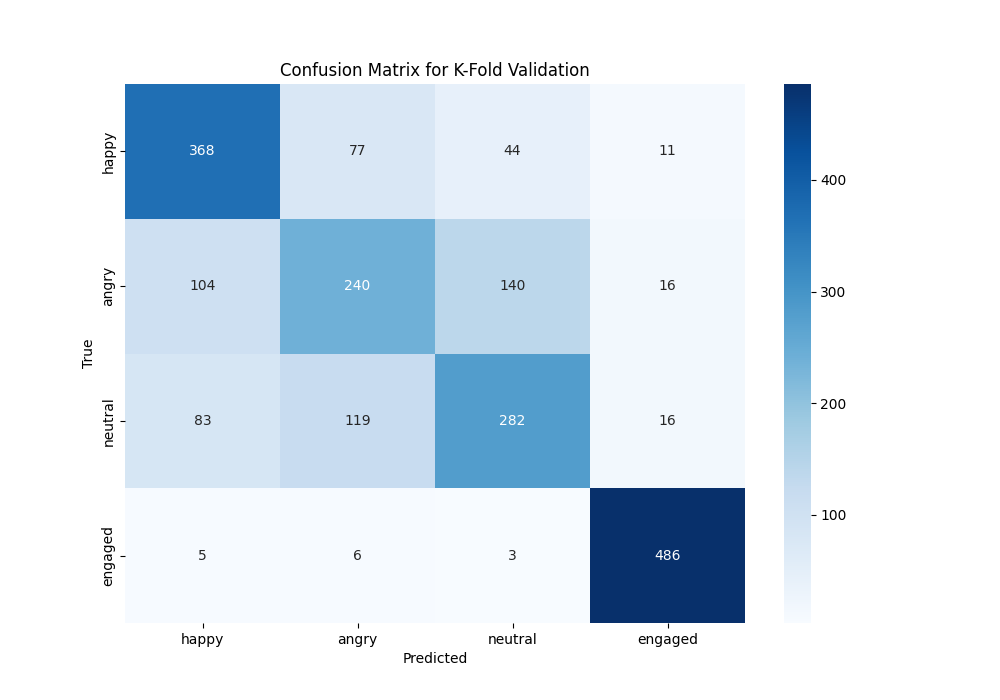 Confusion Matrix for K-Fold Validation
True
happy
368 77 44 11
angry
104 240 140 16
neutral
83 119 282 16
engaged
5 6 3 486
happy angry neutral engaged
Predicted
400
300
200
100